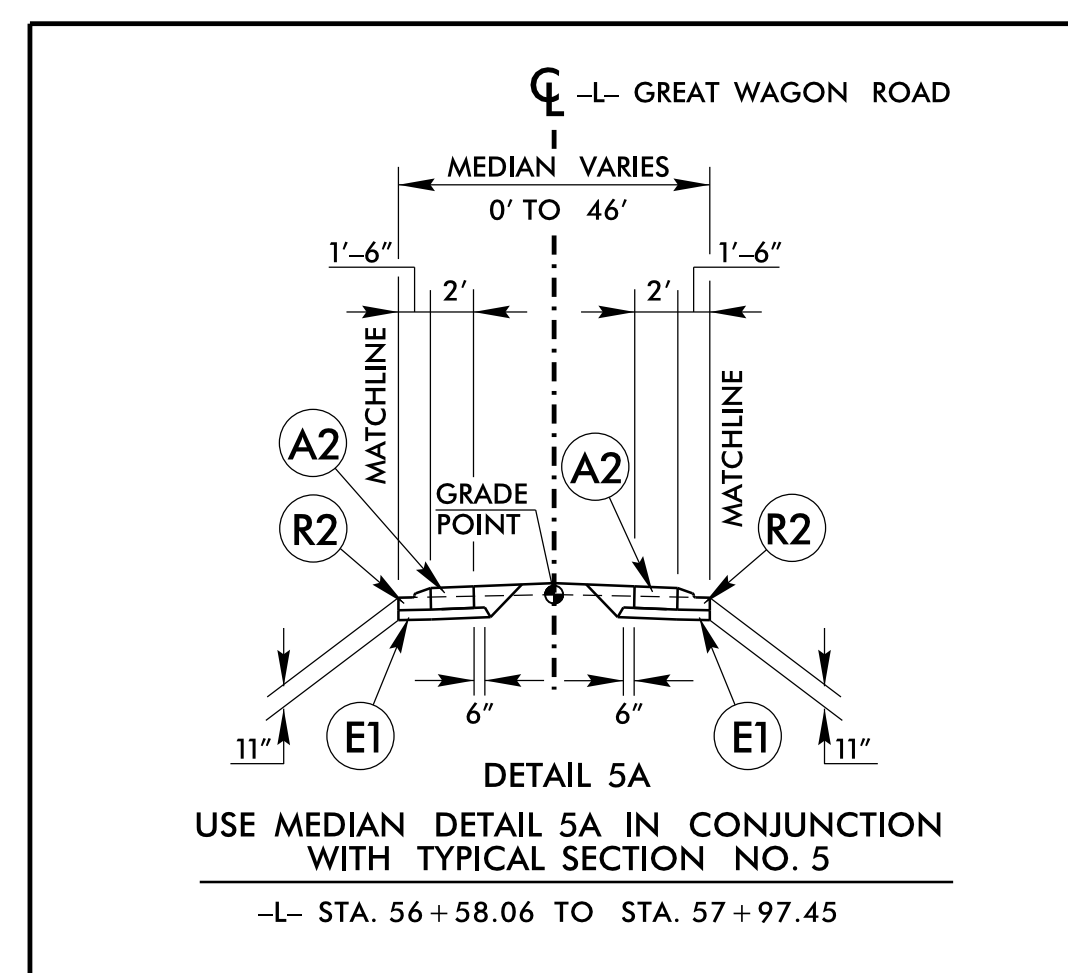 ℄ –L– GREAT WAGON ROAD
MEDIAN VARIES
0' TO 46'
1'–6" 1'–6"
2' 2'
MATCHLINE MATCHLINE
A2 A2
GRADE
POINT
R2 R2
6" 6"
E1 E1
11" 11"
DETAIL 5A
USE MEDIAN DETAIL 5A IN CONJUNCTION
WITH TYPICAL SECTION NO. 5
–L– STA. 56+58.06 TO STA. 57+97.45